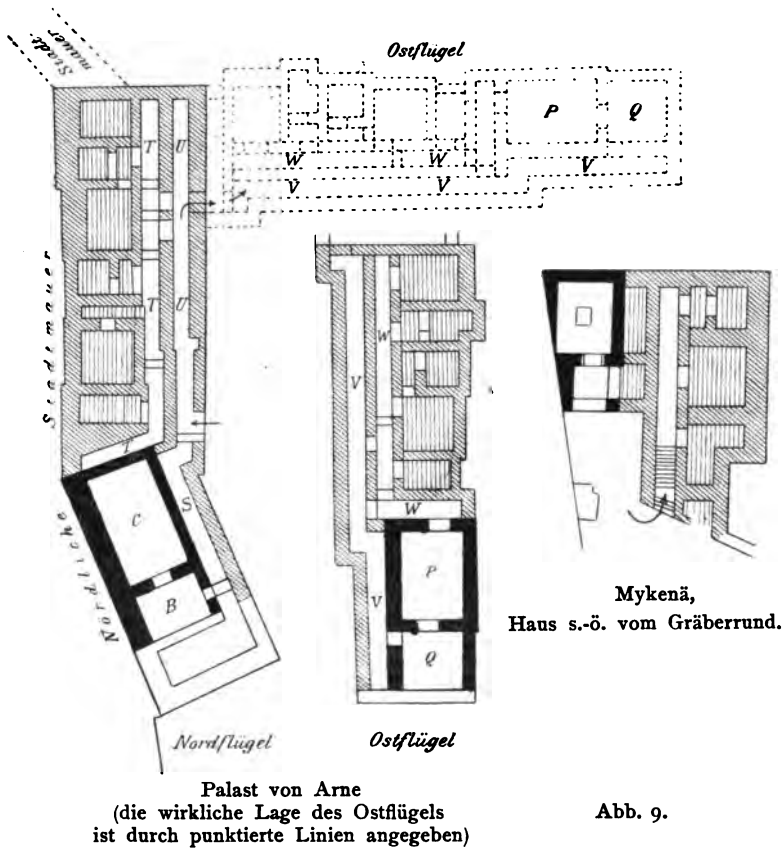 Stadt-
mauer
Ostflügel
P
Q
W
W
V
V
V
T
U
T
U
T
Nördliche Stadtmauer
C
S
B
Nordflügel
V
W
W
P
V
Q
Ostflügel
Mykenä,
Haus s.-ö. vom Gräberrund.
Palast von Arne
(die wirkliche Lage des Ostflügels
ist durch punktierte Linien angegeben)
Abb. 9.